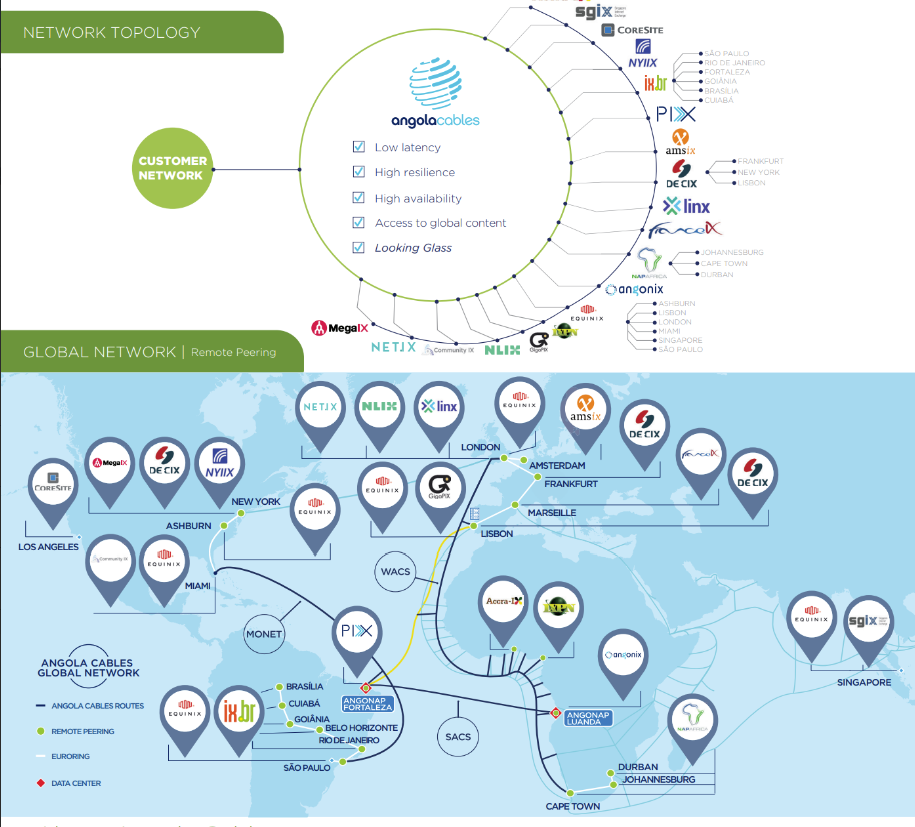 NETWORK TOPOLOGY
sgix
CORESITE
NYIIX
ix.br
SÃO PAULO
RIO DE JANEIRO
FORTALEZA
GOIÂNIA
BRASÍLIA
CUIABÁ
PIX
amsix
DE CIX
FRANKFURT
NEW YORK
LISBON
linx
FranceIX
NAPAFRICA
JOHANNESBURG
CAPE TOWN
DURBAN
angonix
EQUINIX
ASHBURN
LISBON
LONDON
MIAMI
SINGAPORE
SÃO PAULO
angolacables
Low latency
High resilience
High availability
Access to global content
Looking Glass
CUSTOMER
NETWORK
MegaIX
NETIX
Community IX
NLIX
GigaPIX
GLOBAL NETWORK | Remote Peering
NETIX
NLIX
linx
EQUINIX
amsix
DE CIX
FranceIX
DE CIX
CORESITE
MegaIX
DE CIX
NYIIX
EQUINIX
EQUINIX
GigaPIX
LONDON
AMSTERDAM
FRANKFURT
MARSEILLE
LISBON
NEW YORK
ASHBURN
LOS ANGELES
Community IX
EQUINIX
MIAMI
WACS
MONET
PIX
Accra-IX
angonix
EQUINIX
sgix
SINGAPORE
ANGOLA CABLES
GLOBAL NETWORK
ANGOLA CABLES ROUTES
REMOTE PEERING
EURORING
DATA CENTER
EQUINIX
ix.br
BRASÍLIA
CUIABÁ
GOIÂNIA
BELO HORIZONTE
RIO DE JANEIRO
SÃO PAULO
ANGONAP
FORTALEZA
SACS
ANGONAP
LUANDA
NAPAFRICA
DURBAN
JOHANNESBURG
CAPE TOWN